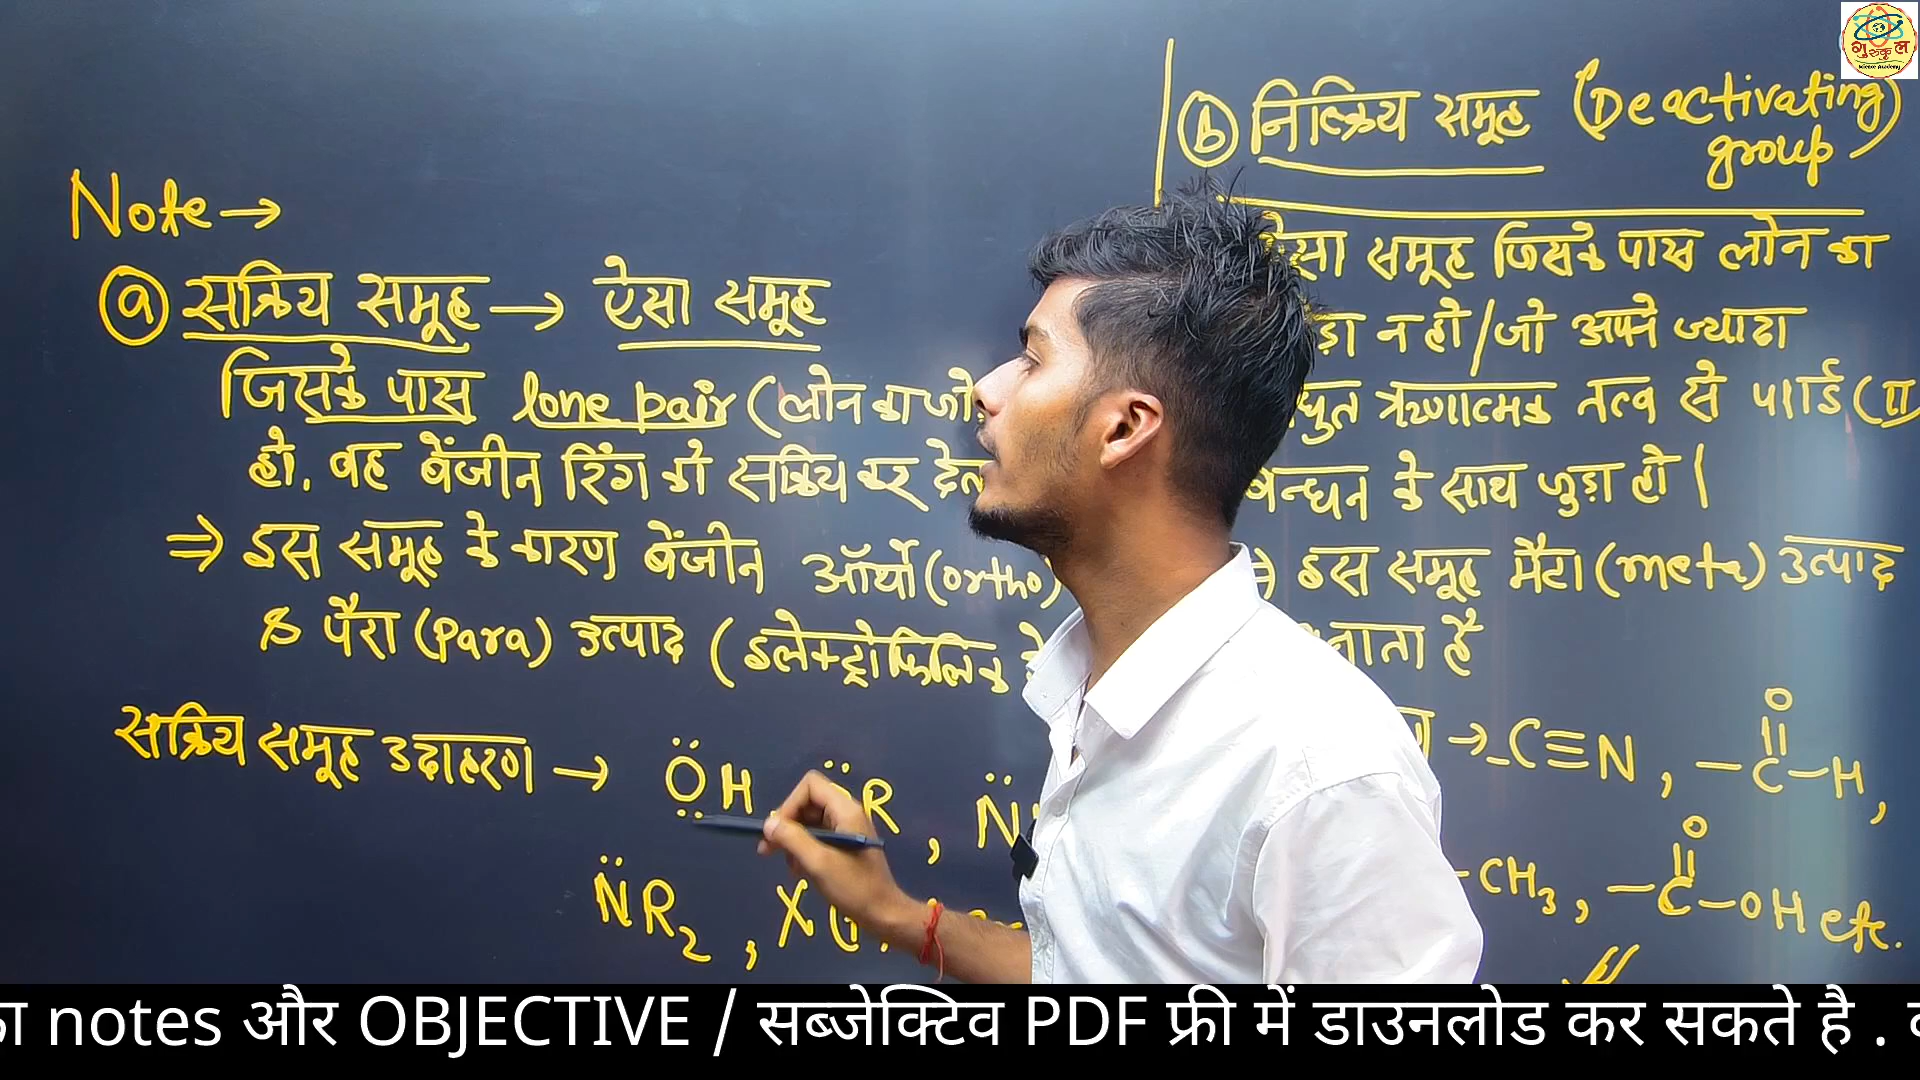 Note →
(a) सक्रिय समूह → ऐसा समूह
जिसके पास lone pair (लोन का जो
हो, वह बेंजीन रिंग को सक्रिय कर
⇒ इस समूह के कारण बेंजीन ऑर्थो (ortho)
& पैरा (Para) उत्पाद (इलेक्ट्रोफिलिक
सक्रिय समूह उदाहरण → ÖH , R , N̈
N̈R₂ , X
(b) निष्क्रिय समूह (Deactivating
group)
समूह जिसके पास लोन का
न हो/जो अपने ज्यादा
ऋणात्मक तत्व से पाई (π)
बन्धन के साथ जुड़ा हो |
इस समूह मैटा (meta) उत्पाद
है
→ -C≡N , -C(=O)-H ,
-CH₃ , -C(=O)-OH etc.
गुरुकुल
Science Academy
notes और OBJECTIVE / सब्जेक्टिव PDF फ्री में डाउनलोड कर सकते है .